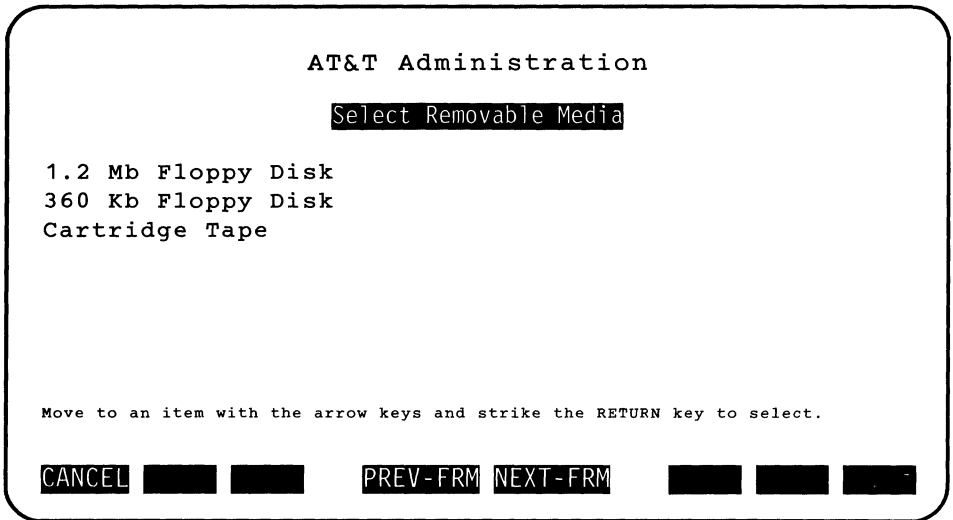 AT&T Administration
Select Removable Media
1.2 Mb Floppy Disk
360 Kb Floppy Disk
Cartridge Tape
Move to an item with the arrow keys and strike the RETURN key to select.
CANCEL PREV-FRM NEXT-FRM